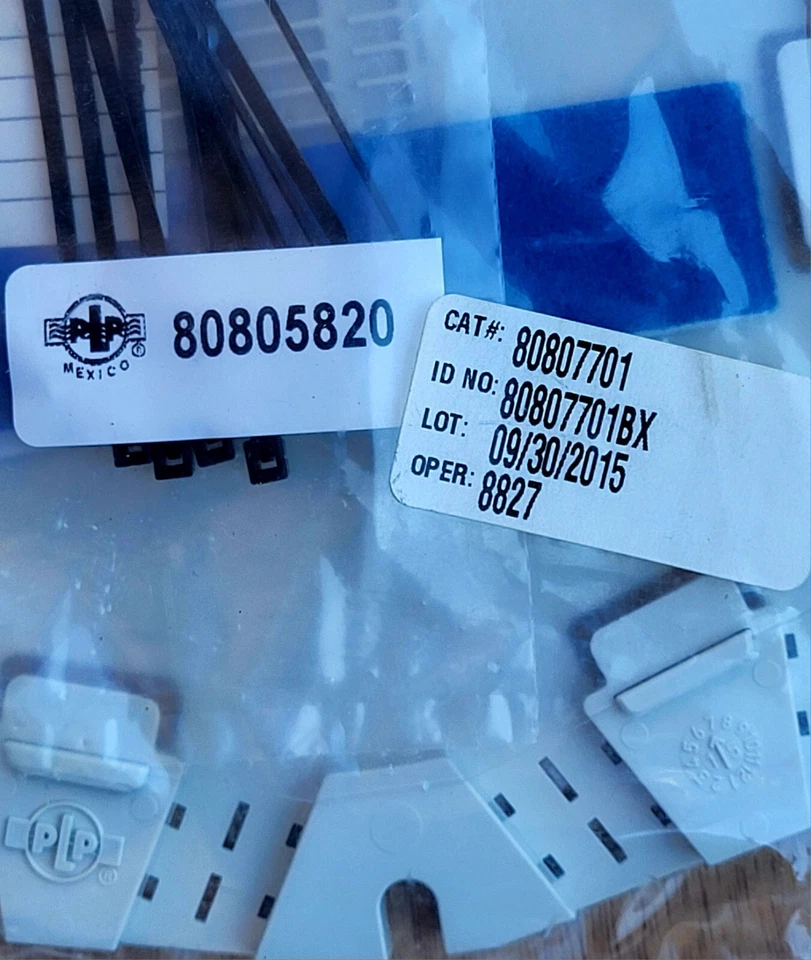 PLP
®
MEXICO
80805820
CAT#: 80807701
ID NO: 80807701BX
LOT: 09/30/2015
OPER: 8827
PLP
®